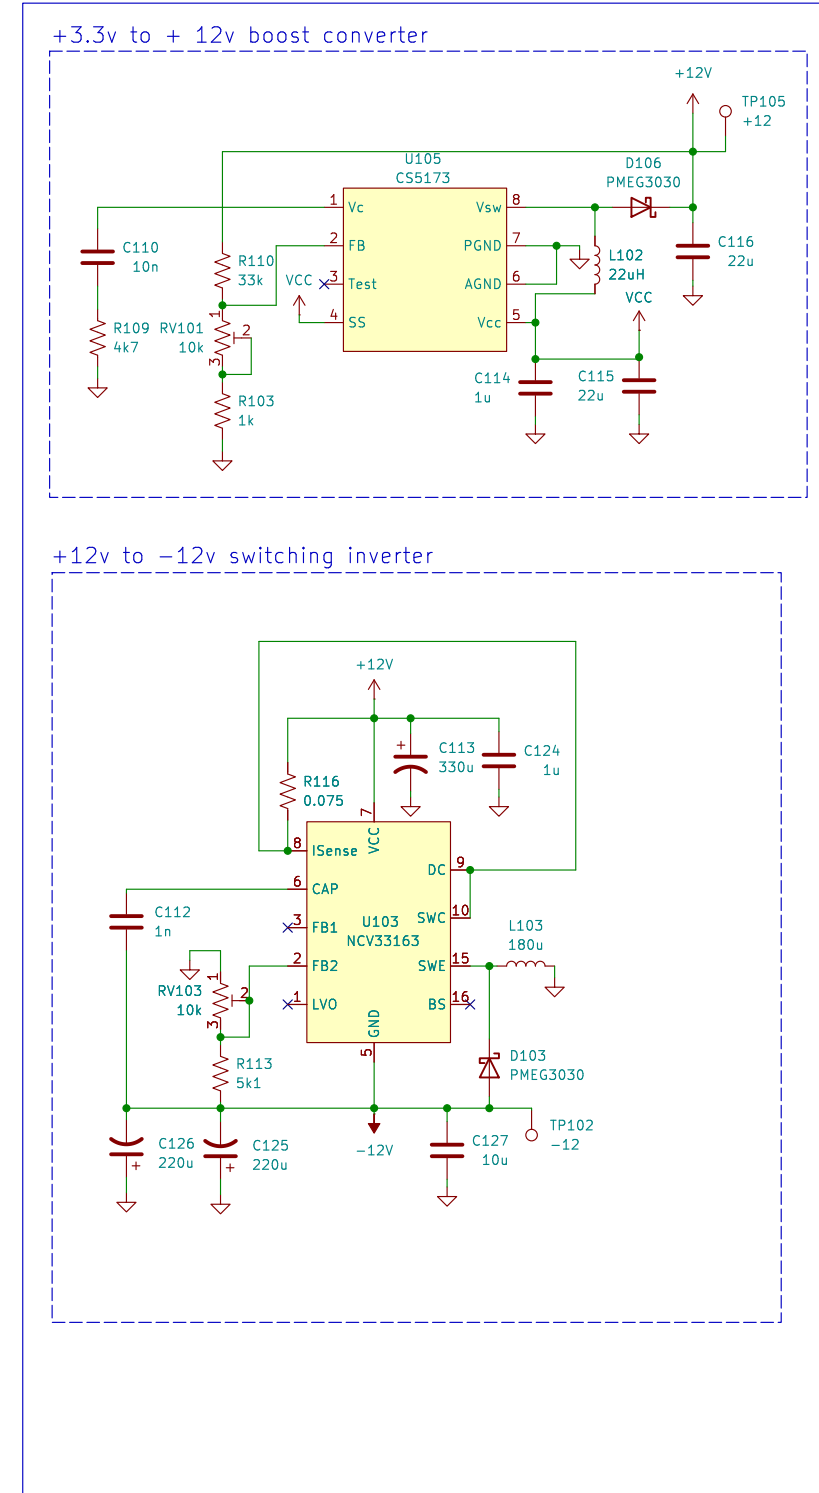 +3.3v to + 12v boost converter
+12V
TP105
+12
U105
CS5173
D106
PMEG3030
1
Vc
Vsw
8
C110
10n
2
FB
PGND
7
C116
22u
R110
33k
L102
22uH
VCC
3
Test
AGND
6
VCC
4
SS
Vcc
5
R109
4k7
RV101
10k
1
2
3
C114
1u
C115
22u
R103
1k
+12v to −12v switching inverter
+12V
C113
330u
C124
1u
R116
0.075
7
VCC
8
ISense
DC
9
6
CAP
C112
1n
U103
NCV33163
SWC
10
3
FB1
L103
180u
2
FB2
SWE
15
RV103
10k
1
2
3
1
LVO
BS
16
GND
5
R113
5k1
D103
PMEG3030
C126
220u
C125
220u
−12V
C127
10u
TP102
−12
+
+
+